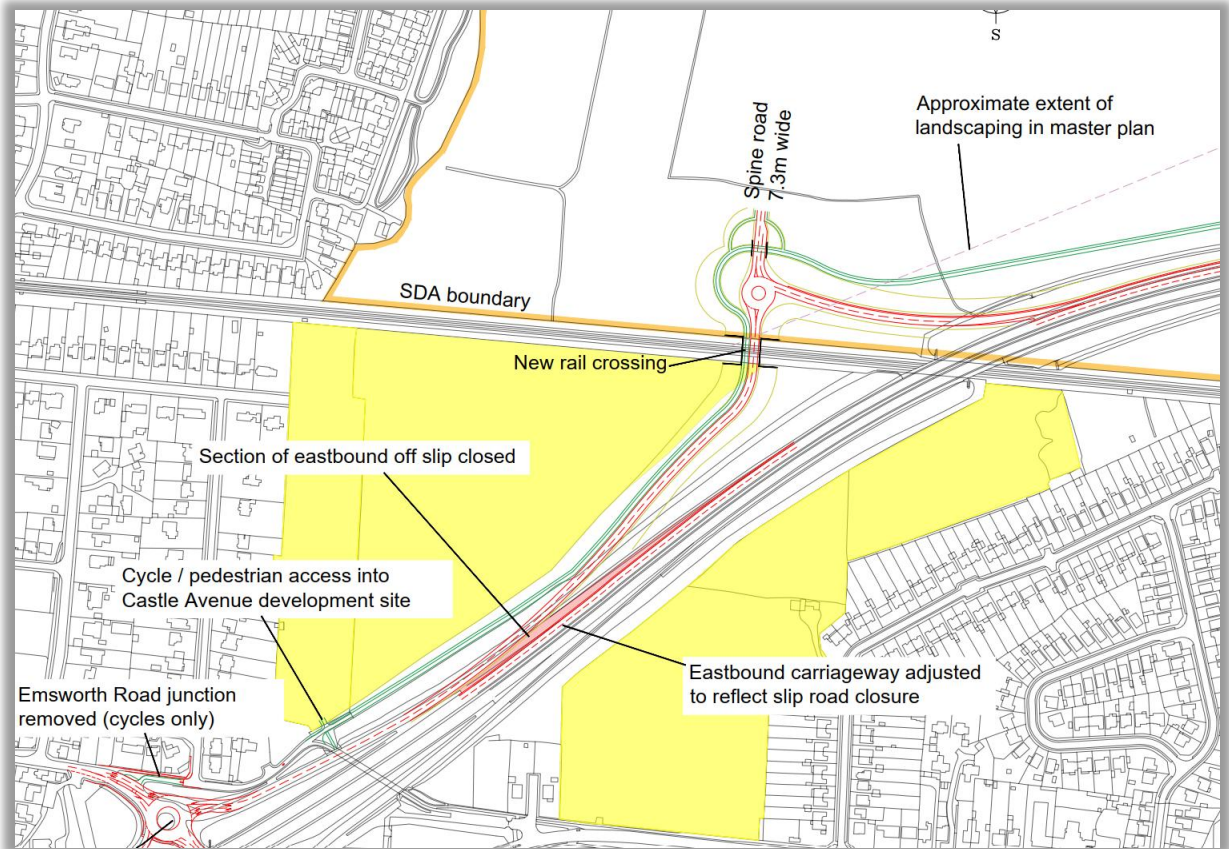 S
Approximate extent of
landscaping in master plan
Spine road
7.3m wide
SDA boundary
New rail crossing
Section of eastbound off slip closed
Cycle / pedestrian access into
Castle Avenue development site
Emsworth Road junction
removed (cycles only)
Eastbound carriageway adjusted
to reflect slip road closure